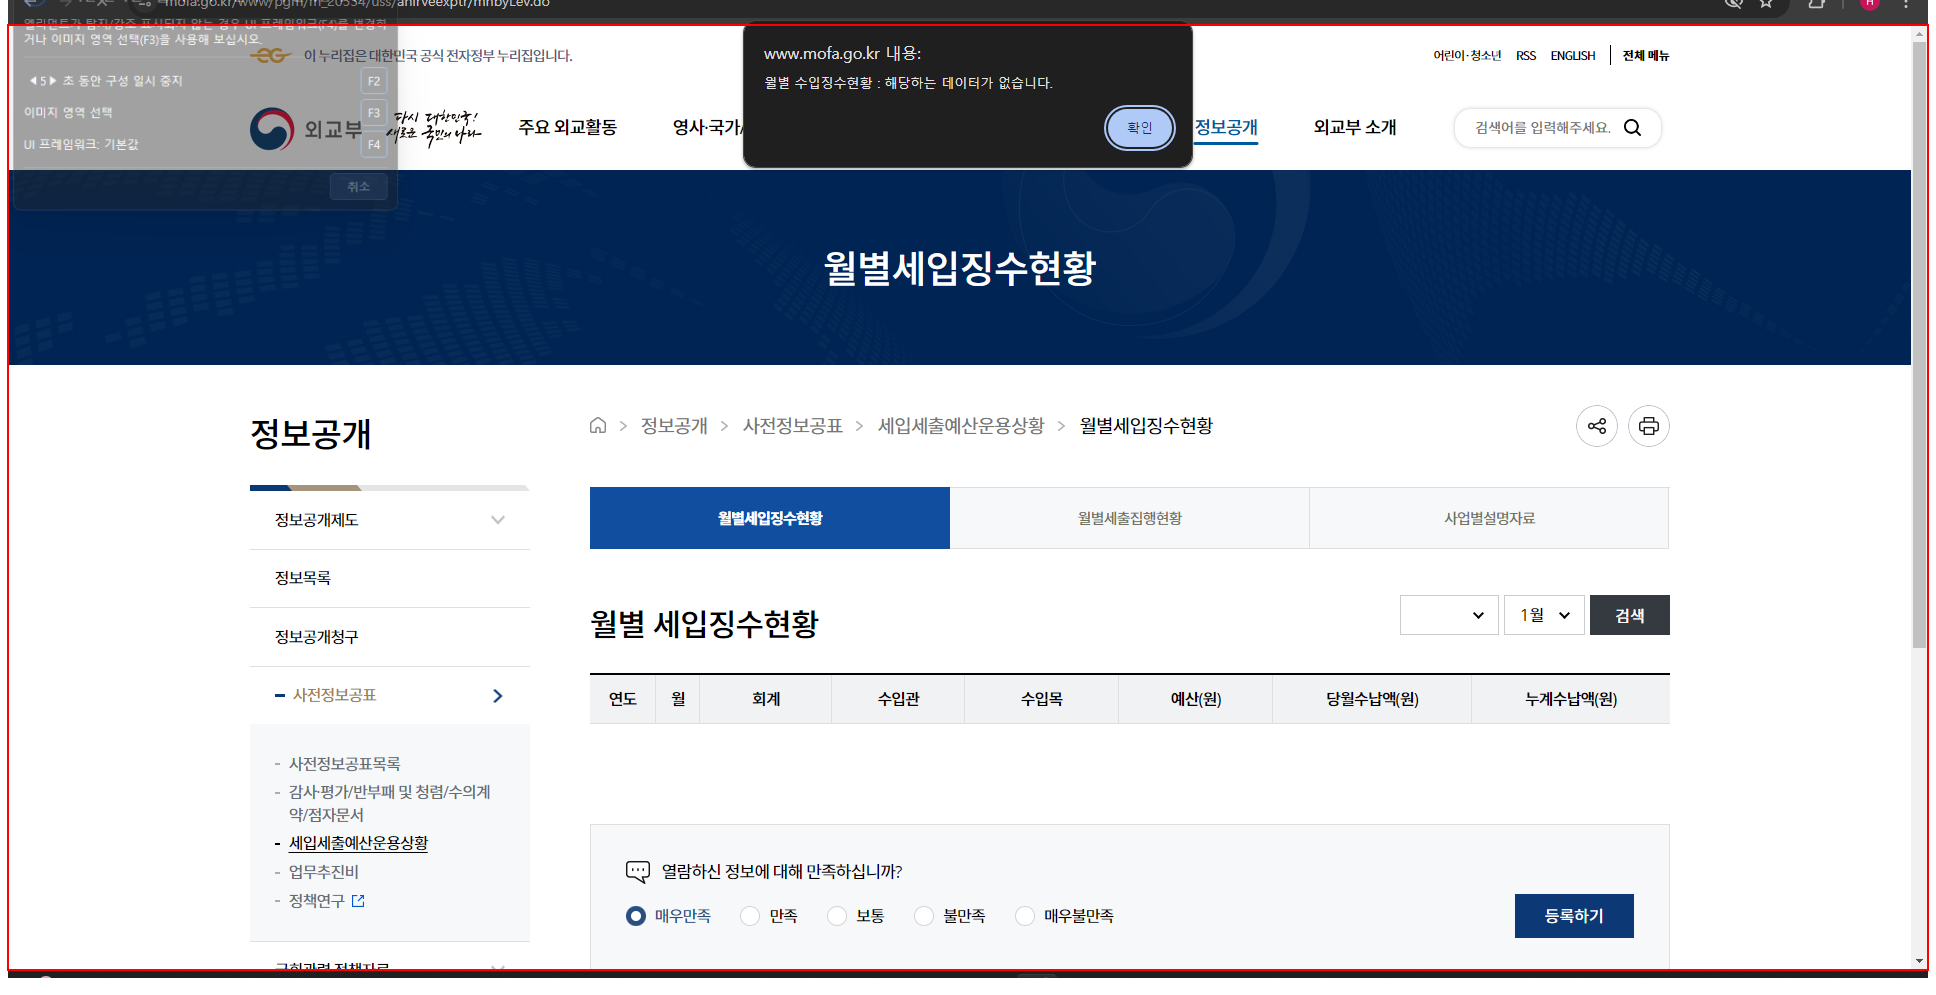 mofa.go.kr/www/pgm/m_20534/uss/anirveexptr/mnbyLev.do
엘리먼트가 탐지/강조 표시되지 않는 경우 UI 프레임워크(F4)를 변경하
거나 이미지 영역 선택(F3)을 사용해 보십시오.
◀5▶ 초 동안 구성 일시 중지 F2
이미지 영역 선택 F3
UI 프레임워크: 기본값 F4
취소
이 누리집은 대한민국 공식 전자정부 누리집입니다.
어린이·청소년 RSS ENGLISH 전체 메뉴
www.mofa.go.kr 내용:
월별 수입징수현황 : 해당하는 데이터가 없습니다.
확인
외교부
다시 대한민국!
새로운 국민의 나라
주요 외교활동 영사·국가/ 정보공개 외교부 소개 검색어를 입력해주세요.
월별세입징수현황
정보공개
정보공개 > 사전정보공표 > 세입세출예산운용상황 > 월별세입징수현황
정보공개제도
정보목록
정보공개청구
사전정보공표
- 사전정보공표목록
- 감사·평가/반부패 및 청렴/수의계
약/점자문서
- 세입세출예산운용상황
- 업무추진비
- 정책연구
국회관련 정책자료
월별세입징수현황 월별세출집행현황 사업별설명자료
월별 세입징수현황
1월 검색
연도 월 회계 수입관 수입목 예산(원) 당월수납액(원) 누계수납액(원)
열람하신 정보에 대해 만족하십니까?
매우만족 만족 보통 불만족 매우불만족
등록하기